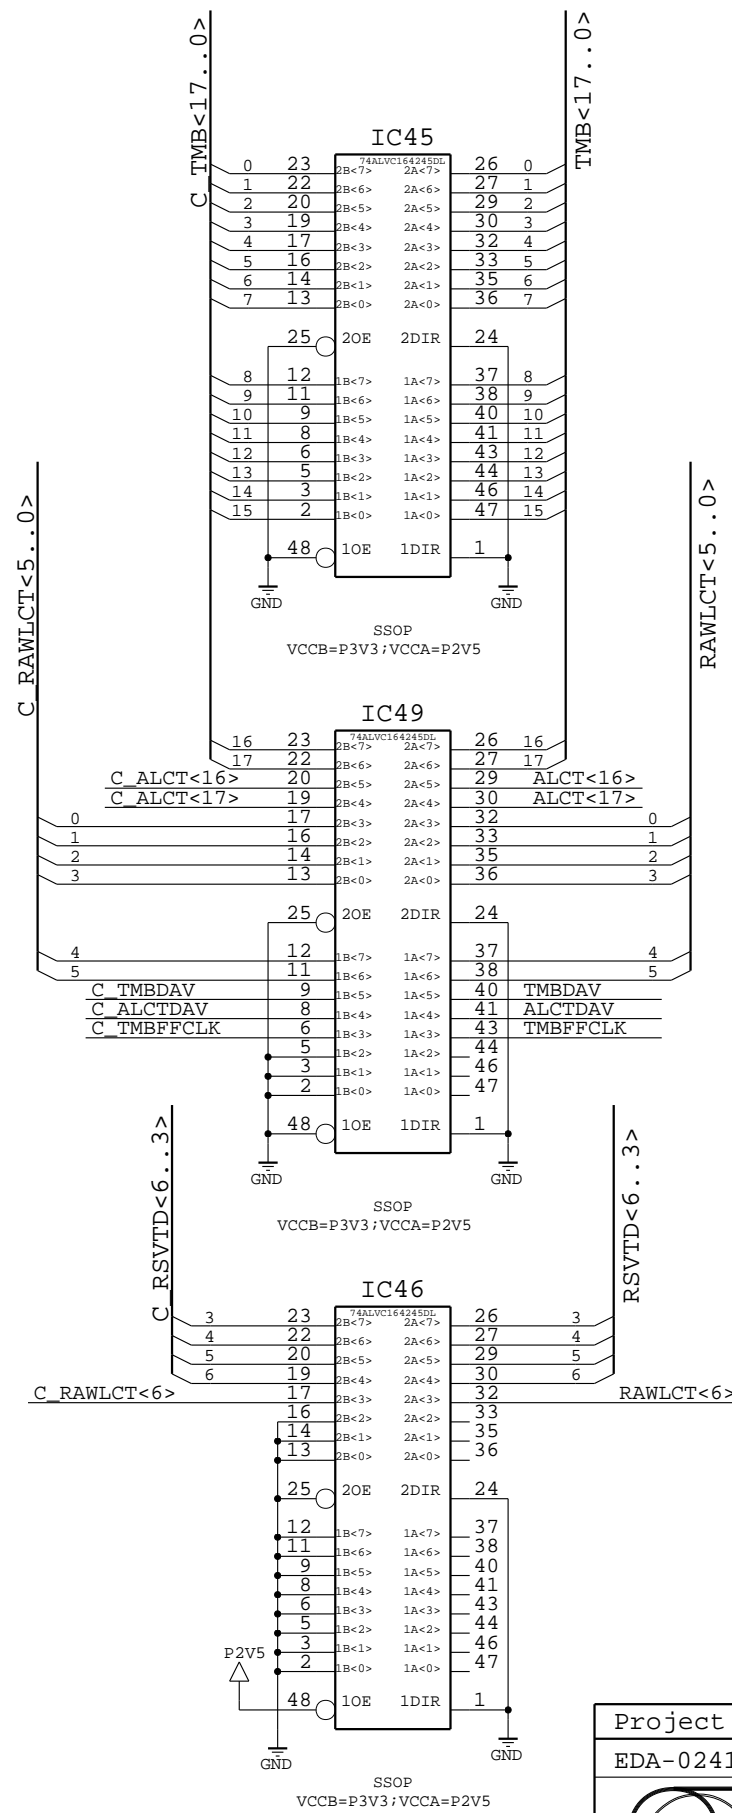 C_TMB<17..0>
TMB<17..0>
IC45
74ALVC164245DL
0 23 2B<7> 2A<7> 26 0
1 22 2B<6> 2A<6> 27 1
2 20 2B<5> 2A<5> 29 2
3 19 2B<4> 2A<4> 30 3
4 17 2B<3> 2A<3> 32 4
5 16 2B<2> 2A<2> 33 5
6 14 2B<1> 2A<1> 35 6
7 13 2B<0> 2A<0> 36 7
25 2OE 2DIR 24
8 12 1B<7> 1A<7> 37 8
9 11 1B<6> 1A<6> 38 9
10 9 1B<5> 1A<5> 40 10
11 8 1B<4> 1A<4> 41 11
12 6 1B<3> 1A<3> 43 12
13 5 1B<2> 1A<2> 44 13
14 3 1B<1> 1A<1> 46 14
15 2 1B<0> 1A<0> 47 15
48 1OE 1DIR 1
GND GND
SSOP
VCCB=P3V3;VCCA=P2V5
C_RAWLCT<5..0>
RAWLCT<5..0>
IC49
74ALVC164245DL
16 23 2B<7> 2A<7> 26 16
17 22 2B<6> 2A<6> 27 17
C_ALCT<16> 20 2B<5> 2A<5> 29 ALCT<16>
C_ALCT<17> 19 2B<4> 2A<4> 30 ALCT<17>
0 17 2B<3> 2A<3> 32 0
1 16 2B<2> 2A<2> 33 1
2 14 2B<1> 2A<1> 35 2
3 13 2B<0> 2A<0> 36 3
25 2OE 2DIR 24
4 12 1B<7> 1A<7> 37 4
5 11 1B<6> 1A<6> 38 5
C_TMBDAV 9 1B<5> 1A<5> 40 TMBDAV
C_ALCTDAV 8 1B<4> 1A<4> 41 ALCTDAV
C_TMBFFCLK 6 1B<3> 1A<3> 43 TMBFFCLK
5 1B<2> 1A<2> 44
3 1B<1> 1A<1> 46
2 1B<0> 1A<0> 47
48 1OE 1DIR 1
GND GND
SSOP
VCCB=P3V3;VCCA=P2V5
C_RSVTD<6..3>
RSVTD<6..3>
IC46
74ALVC164245DL
3 23 2B<7> 2A<7> 26 3
4 22 2B<6> 2A<6> 27 4
5 20 2B<5> 2A<5> 29 5
6 19 2B<4> 2A<4> 30 6
C_RAWLCT<6> 17 2B<3> 2A<3> 32 RAWLCT<6>
16 2B<2> 2A<2> 33
14 2B<1> 2A<1> 35
13 2B<0> 2A<0> 36
25 2OE 2DIR 24
12 1B<7> 1A<7> 37
11 1B<6> 1A<6> 38
9 1B<5> 1A<5> 40
8 1B<4> 1A<4> 41
6 1B<3> 1A<3> 43
5 1B<2> 1A<2> 44
3 1B<1> 1A<1> 46
P2V5
2 1B<0> 1A<0> 47
48 1OE 1DIR 1
GND GND
SSOP
VCCB=P3V3;VCCA=P2V5
Project
EDA-0241